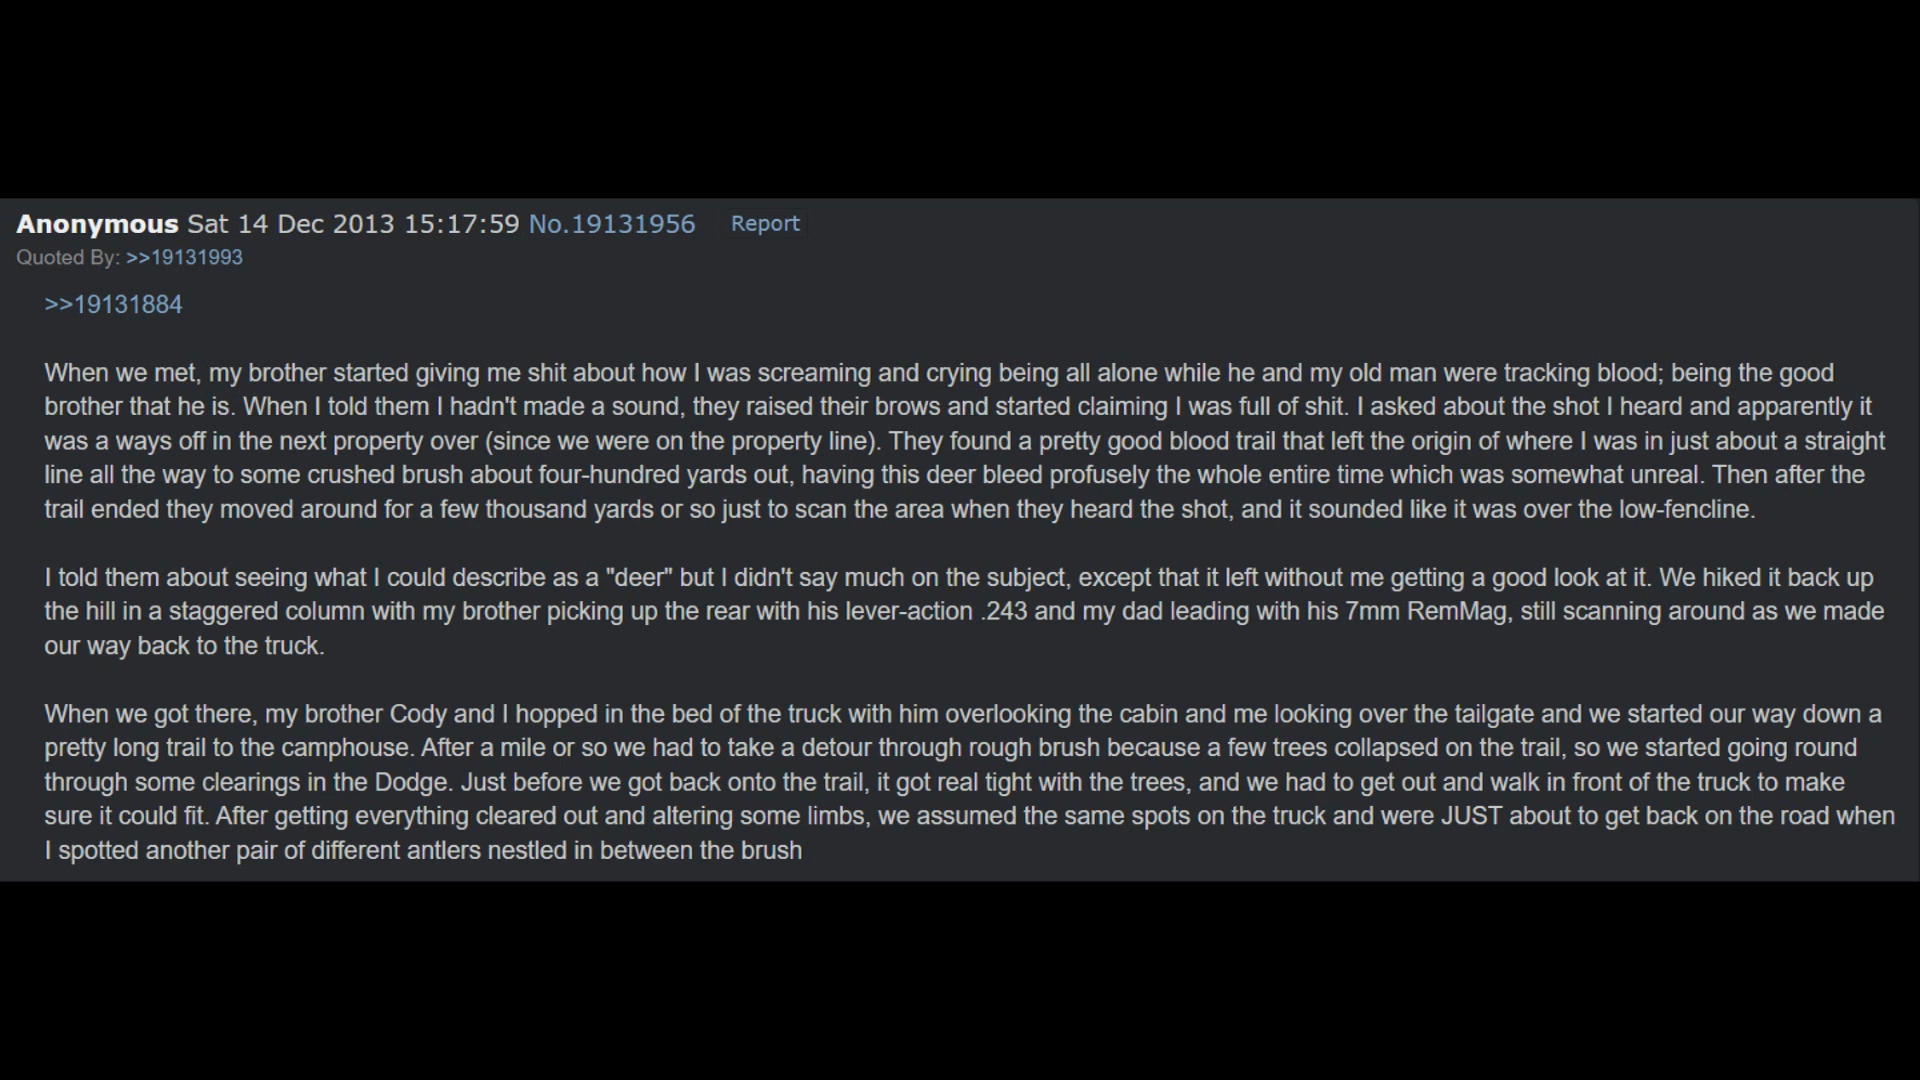 Anonymous Sat 14 Dec 2013 15:17:59 No.19131956 Report
Quoted By: >>19131993
>>19131884
When we met, my brother started giving me shit about how I was screaming and crying being all alone while he and my old man were tracking blood; being the good
brother that he is. When I told them I hadn't made a sound, they raised their brows and started claiming I was full of shit. I asked about the shot I heard and apparently it
was a ways off in the next property over (since we were on the property line). They found a pretty good blood trail that left the origin of where I was in just about a straight
line all the way to some crushed brush about four-hundred yards out, having this deer bleed profusely the whole entire time which was somewhat unreal. Then after the
trail ended they moved around for a few thousand yards or so just to scan the area when they heard the shot, and it sounded like it was over the low-fencline.
I told them about seeing what I could describe as a "deer" but I didn't say much on the subject, except that it left without me getting a good look at it. We hiked it back up
the hill in a staggered column with my brother picking up the rear with his lever-action .243 and my dad leading with his 7mm RemMag, still scanning around as we made
our way back to the truck.
When we got there, my brother Cody and I hopped in the bed of the truck with him overlooking the cabin and me looking over the tailgate and we started our way down a
pretty long trail to the camphouse. After a mile or so we had to take a detour through rough brush because a few trees collapsed on the trail, so we started going round
through some clearings in the Dodge. Just before we got back onto the trail, it got real tight with the trees, and we had to get out and walk in front of the truck to make
sure it could fit. After getting everything cleared out and altering some limbs, we assumed the same spots on the truck and were JUST about to get back on the road when
I spotted another pair of different antlers nestled in between the brush